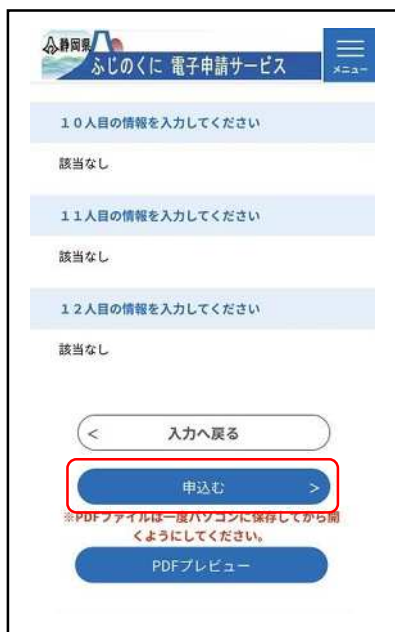 静岡県
ふじのくに 電子申請サービス
メニュー
10人目の情報を入力してください
該当なし
11人目の情報を入力してください
該当なし
12人目の情報を入力してください
該当なし
< 入力へ戻る
申込む >
※PDFファイルは一度パソコンに保存してから開
くようにしてください。
PDFプレビュー